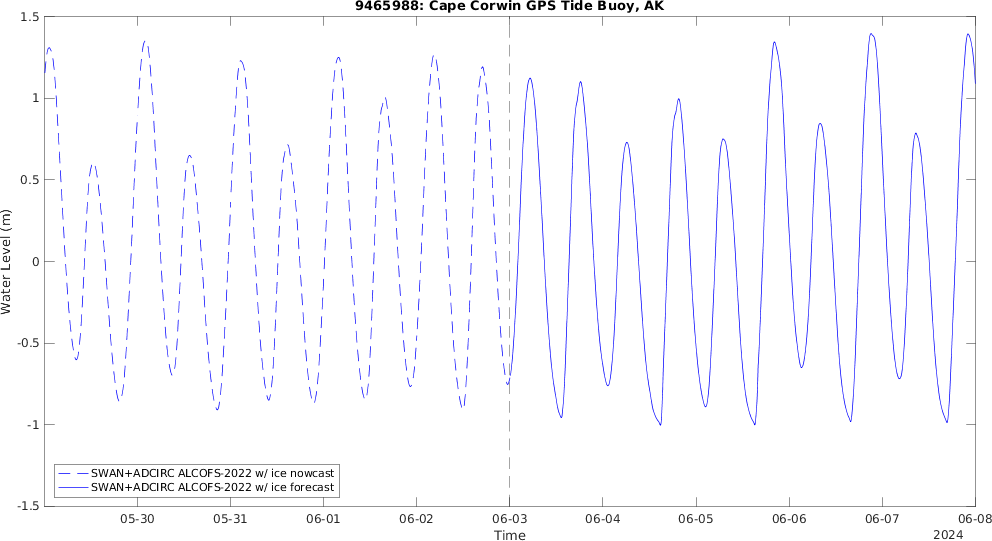 9465988: Cape Corwin GPS Tide Buoy, AK
1.5
1
0.5
0
-0.5
-1
-1.5
Water Level (m)
SWAN+ADCIRC ALCOFS-2022 w/ ice nowcast
SWAN+ADCIRC ALCOFS-2022 w/ ice forecast
05-30 05-31 06-01 06-02 06-03 06-04 06-05 06-06 06-07 06-08
Time
2024